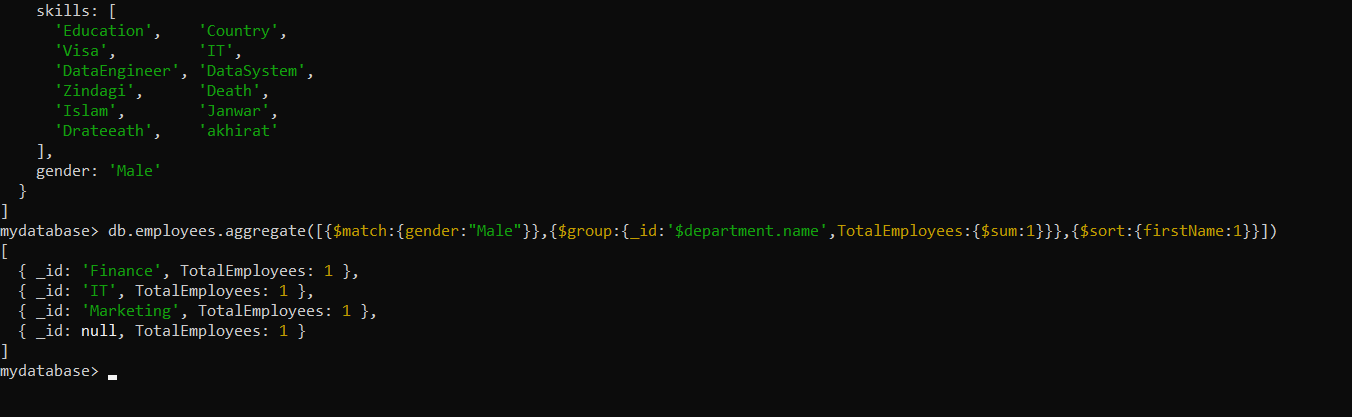 skills: [
'Education', 'Country',
'Visa', 'IT',
'DataEngineer', 'DataSystem',
'Zindagi', 'Death',
'Islam', 'Janwar',
'Drateeath', 'akhirat'
],
gender: 'Male'
}
]
mydatabase> db.employees.aggregate([{$match:{gender:"Male"}},{$group:{_id:'$department.name',TotalEmployees:{$sum:1}}},{$sort:{firstName:1}}])
[
{ _id: 'Finance', TotalEmployees: 1 },
{ _id: 'IT', TotalEmployees: 1 },
{ _id: 'Marketing', TotalEmployees: 1 },
{ _id: null, TotalEmployees: 1 }
]
mydatabase>